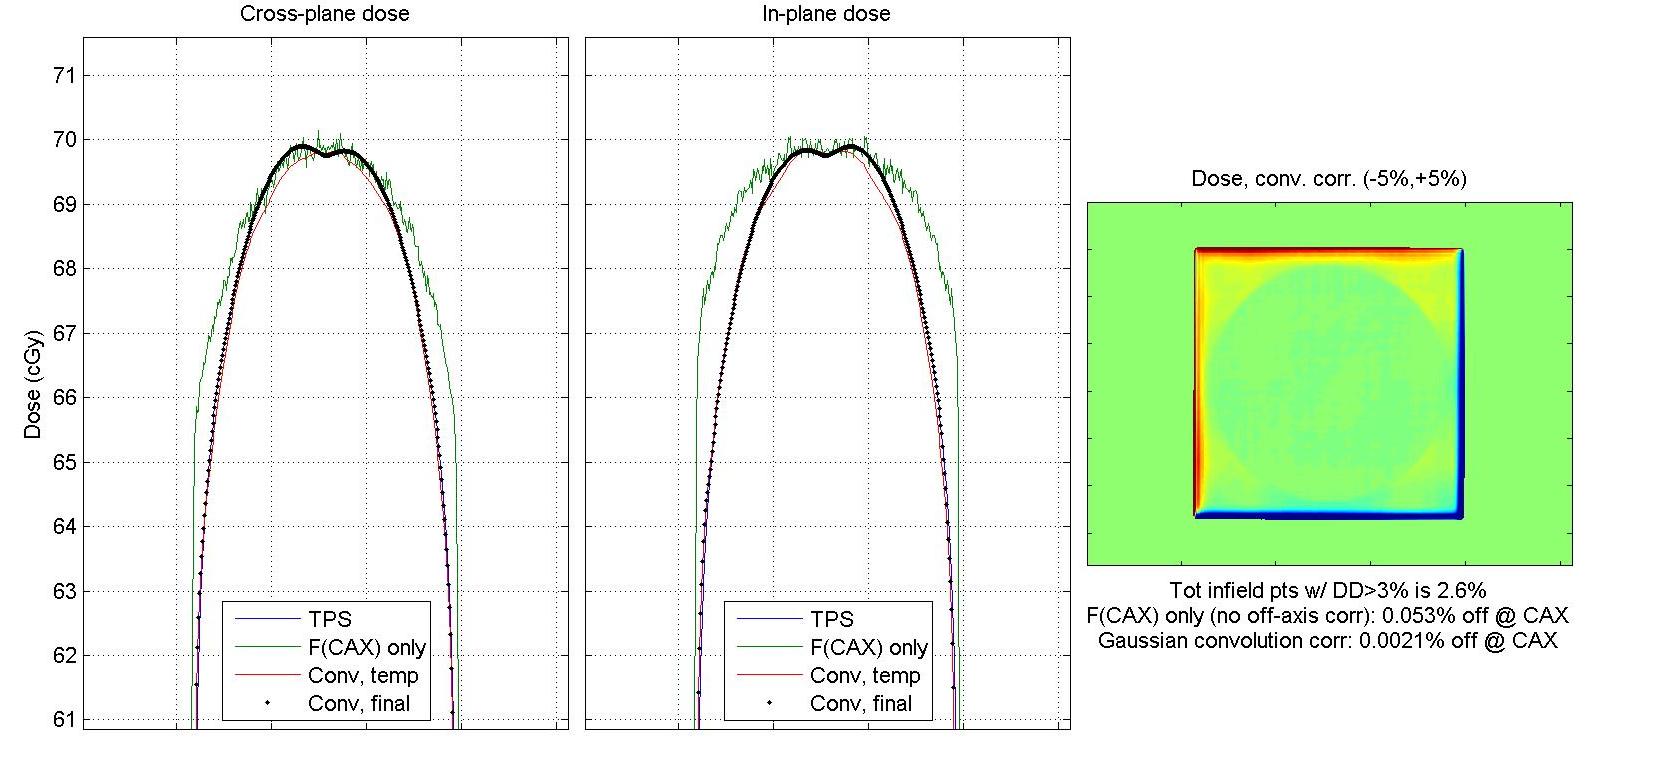 Cross-plane dose
71
70
69
68
67
66
65
64
63
62
61
Dose (cGy)
TPS
F(CAX) only
Conv, temp
Conv, final
In-plane dose
TPS
F(CAX) only
Conv, temp
Conv, final
Dose, conv. corr. (-5%,+5%)
Tot infield pts w/ DD>3% is 2.6%
F(CAX) only (no off-axis corr): 0.053% off @ CAX
Gaussian convolution corr: 0.0021% off @ CAX